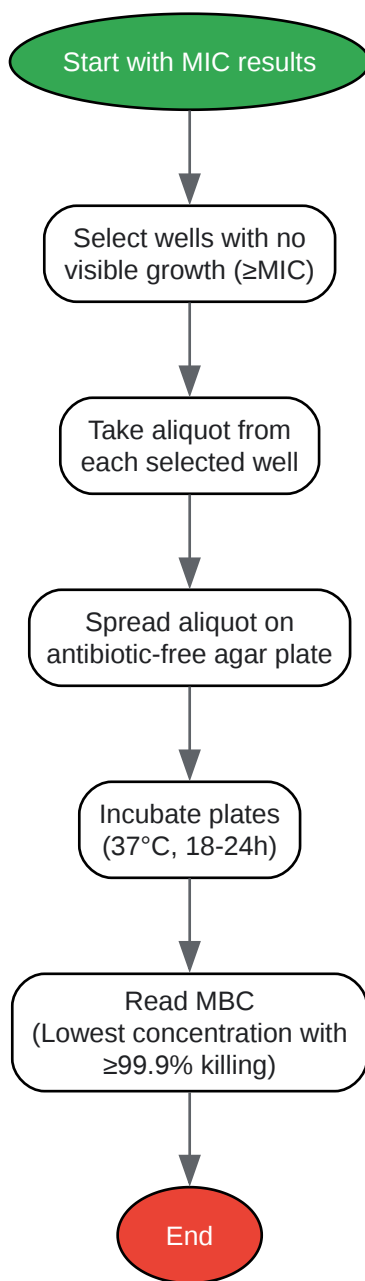 Start with MIC results
Select wells with no
visible growth (≥MIC)
Take aliquot from
each selected well
Spread aliquot on
antibiotic-free agar plate
Incubate plates
(37°C, 18-24h)
Read MBC
(Lowest concentration with
≥99.9% killing)
End